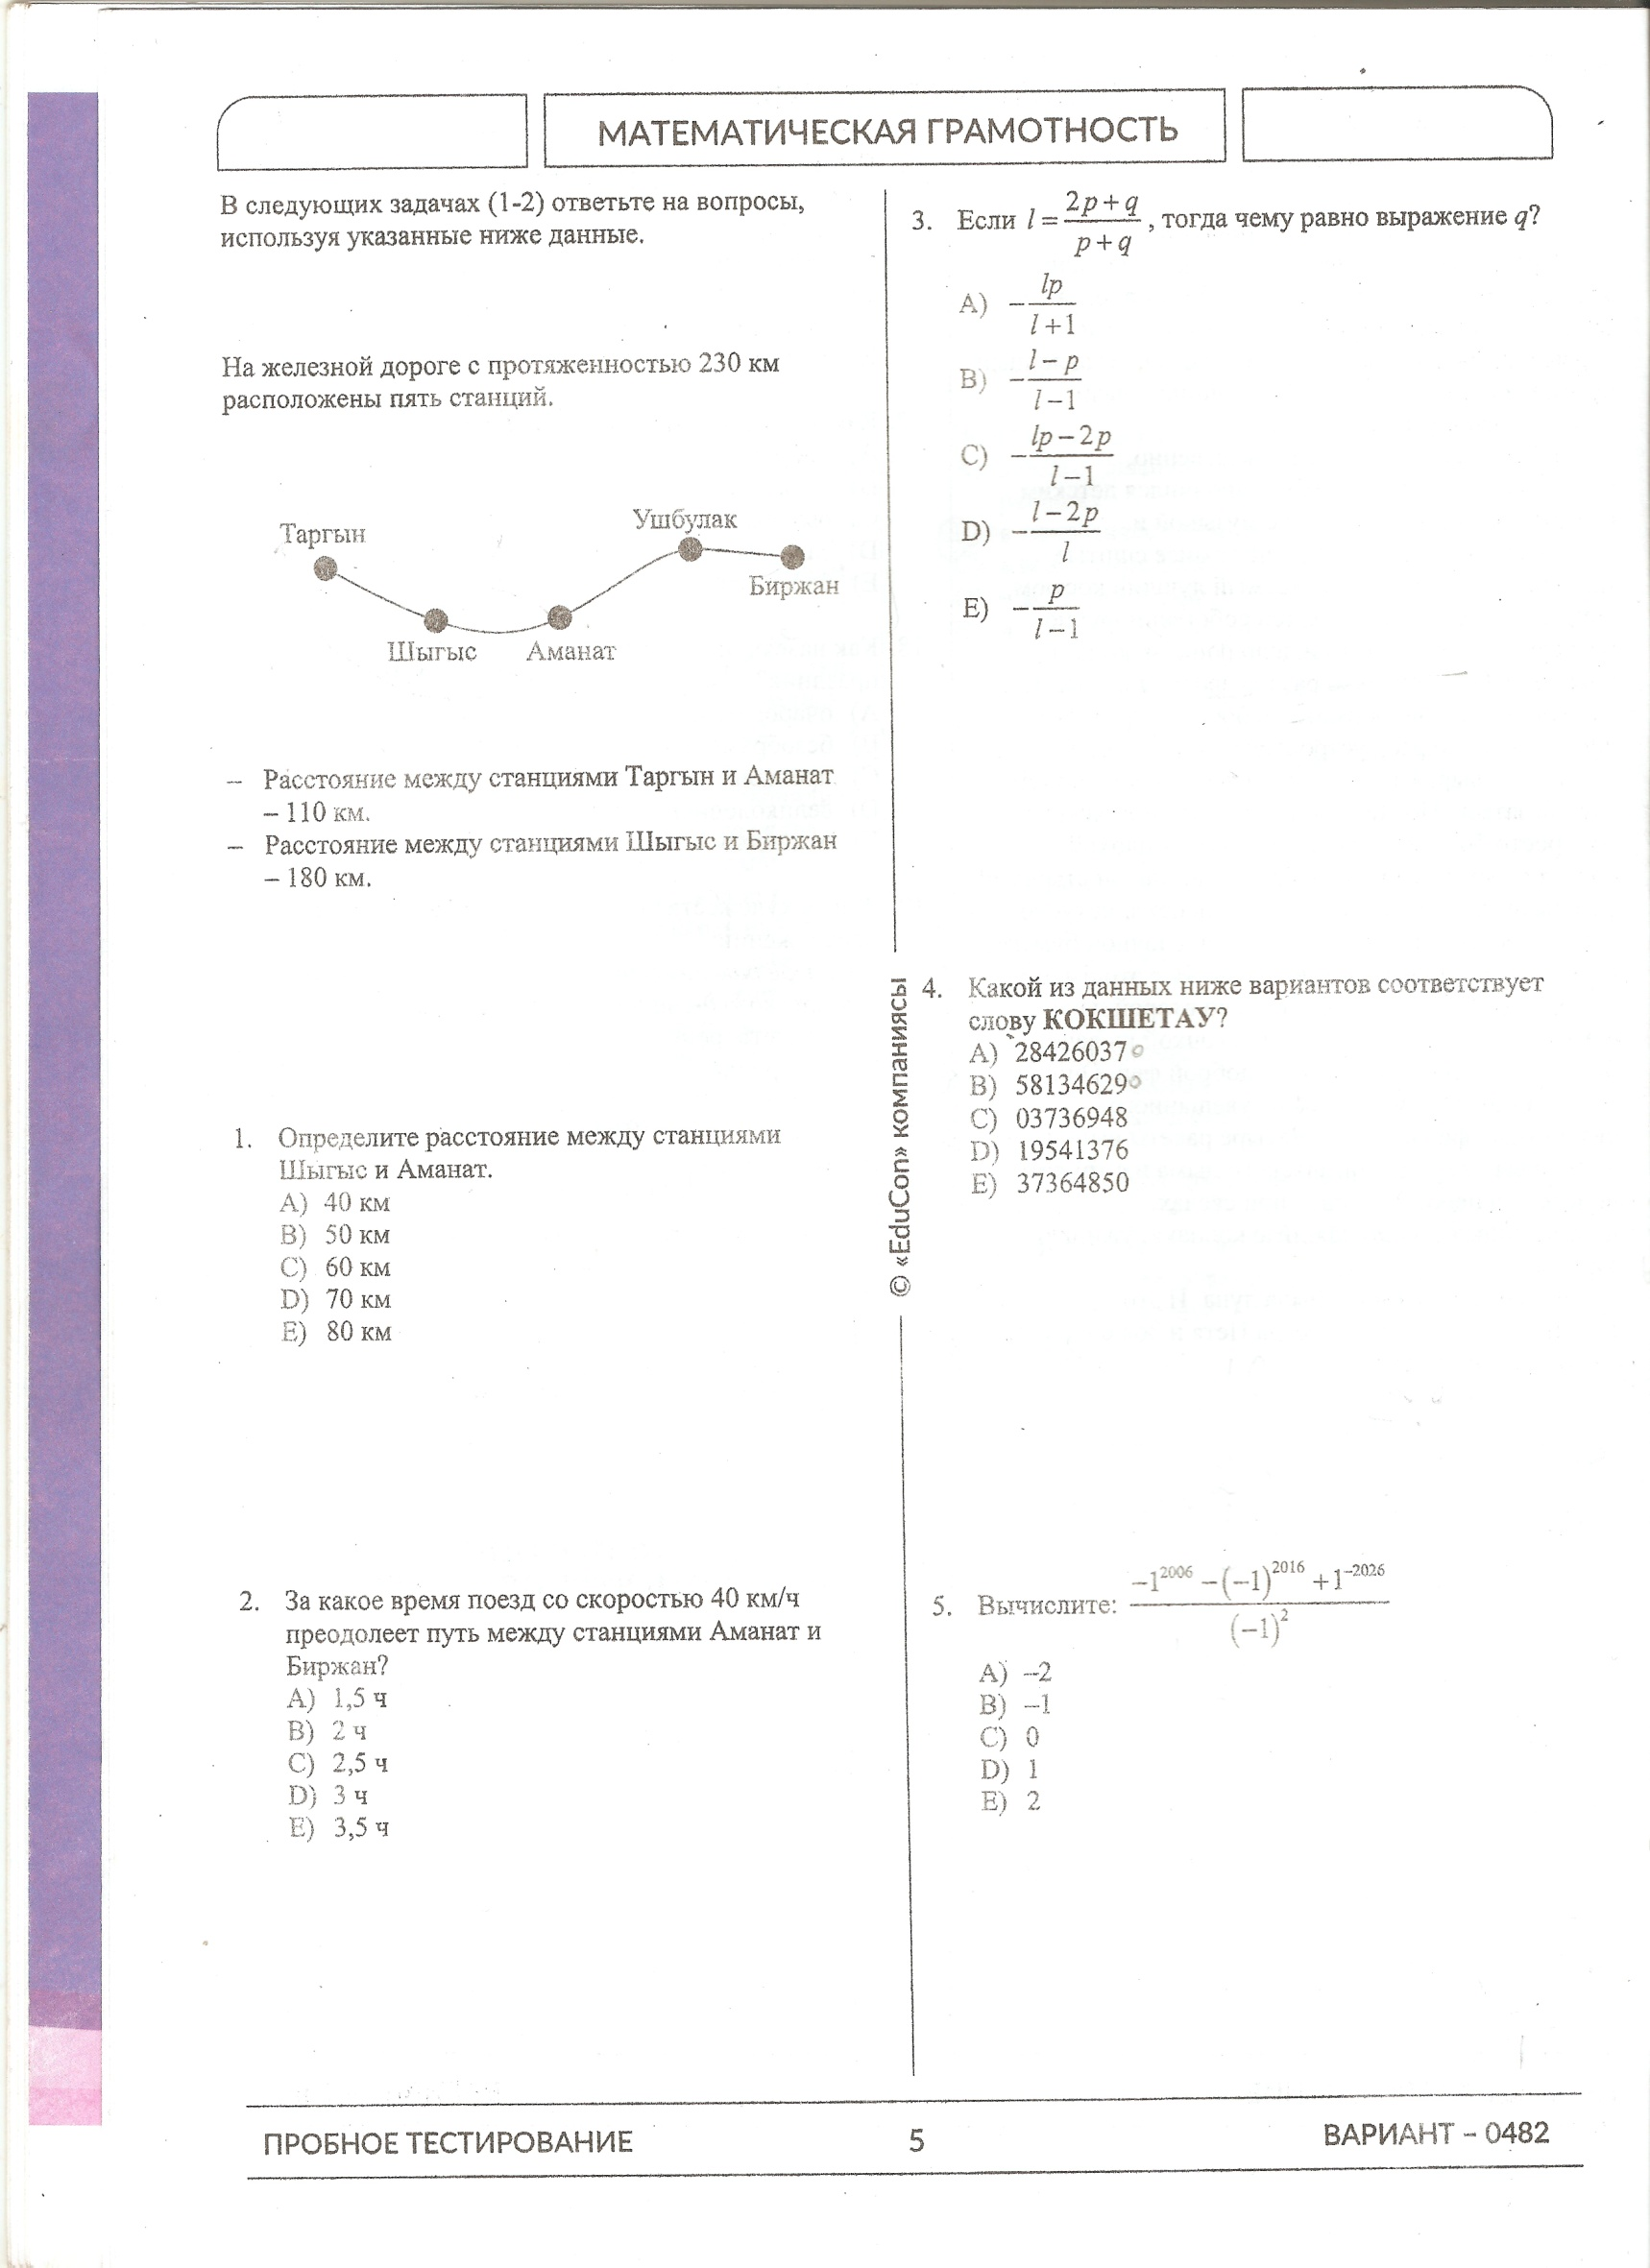 МАТЕМАТИЧЕСКАЯ ГРАМОТНОСТЬ
В следующих задачах (1-2) ответьте на вопросы,
используя указанные ниже данные.
На железной дороге с протяженностью 230 км
расположены пять станций.
Таргын
Ушбулак
Биржан
Шыгыс
Аманат
– Расстояние между станциями Таргын и Аманат
– 110 км.
– Расстояние между станциями Шыгыс и Биржан
– 180 км.
1. Определите расстояние между станциями
Шыгыс и Аманат.
A) 40 км
B) 50 км
C) 60 км
D) 70 км
E) 80 км
2. За какое время поезд со скоростью 40 км/ч
преодолеет путь между станциями Аманат и
Биржан?
A) 1,5 ч
B) 2 ч
C) 2,5 ч
D) 3 ч
E) 3,5 ч
© «EduCon» компаниясы
3. Если l = (2p+q)/(p+q), тогда чему равно выражение q?
A) –lp/(l+1)
B) –(l–p)/(l–1)
C) –(lp–2p)/(l–1)
D) –(l–2p)/l
E) –p/(l–1)
4. Какой из данных ниже вариантов соответствует
слову КОКШЕТАУ?
A) 28426037
B) 58134629
C) 03736948
D) 19541376
E) 37364850
5. Вычислите: (–1^2006 – (–1)^2016 + 1^–2026)/(–1)^2
A) –2
B) –1
C) 0
D) 1
E) 2
ПРОБНОЕ ТЕСТИРОВАНИЕ
5
ВАРИАНТ – 0482